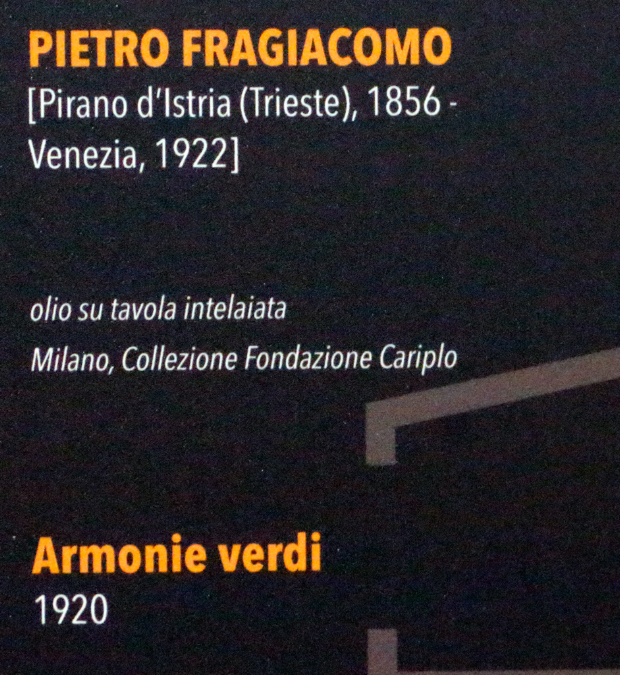 PIETRO FRAGIACOMO
[Pirano d'Istria (Trieste), 1856 -
Venezia, 1922]
olio su tavola intelaiata
Milano, Collezione Fondazione Cariplo
Armonie verdi
1920